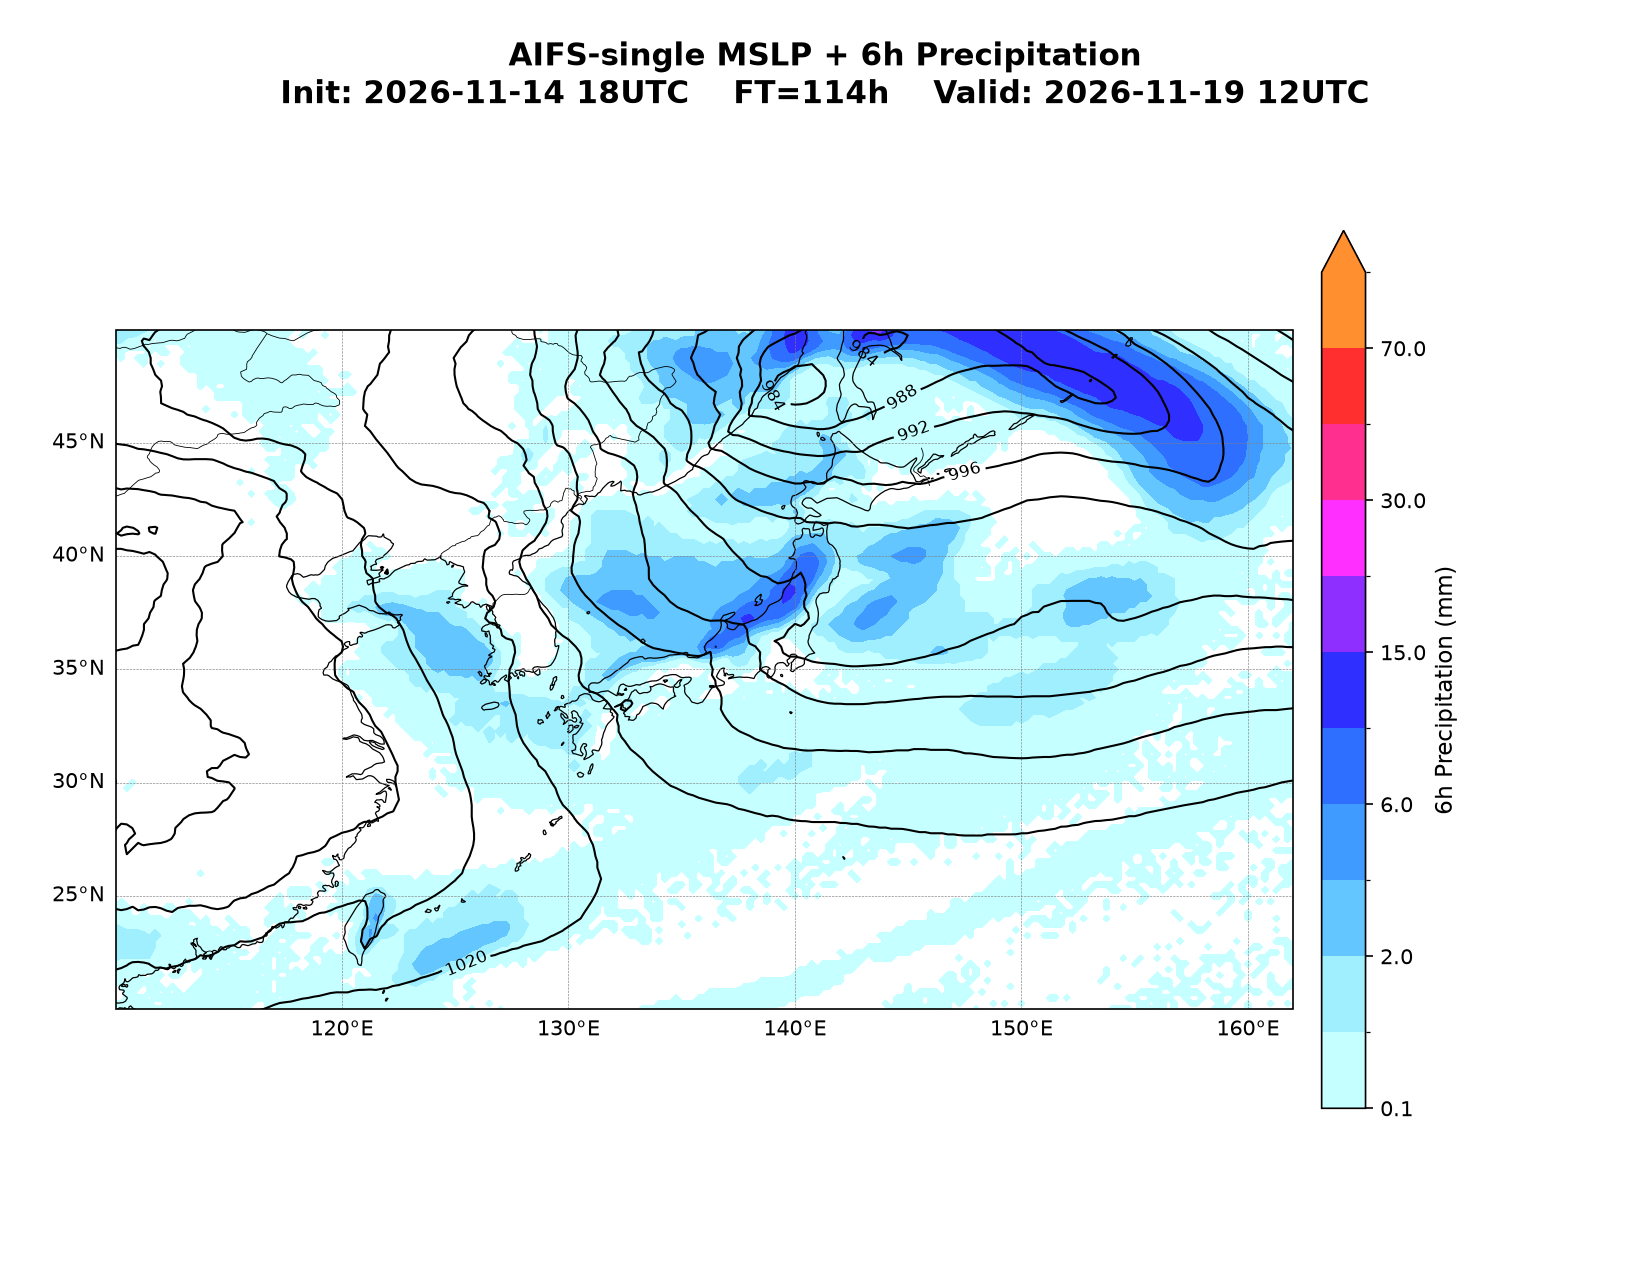 AIFS-single MSLP + 6h Precipitation
Init: 2026-11-14 18UTC    FT=114h    Valid: 2026-11-19 12UTC
984
984
988
992
996
1020
45°N
40°N
35°N
30°N
25°N
120°E
130°E
140°E
150°E
160°E
70.0
30.0
15.0
6.0
2.0
0.1
6h Precipitation (mm)